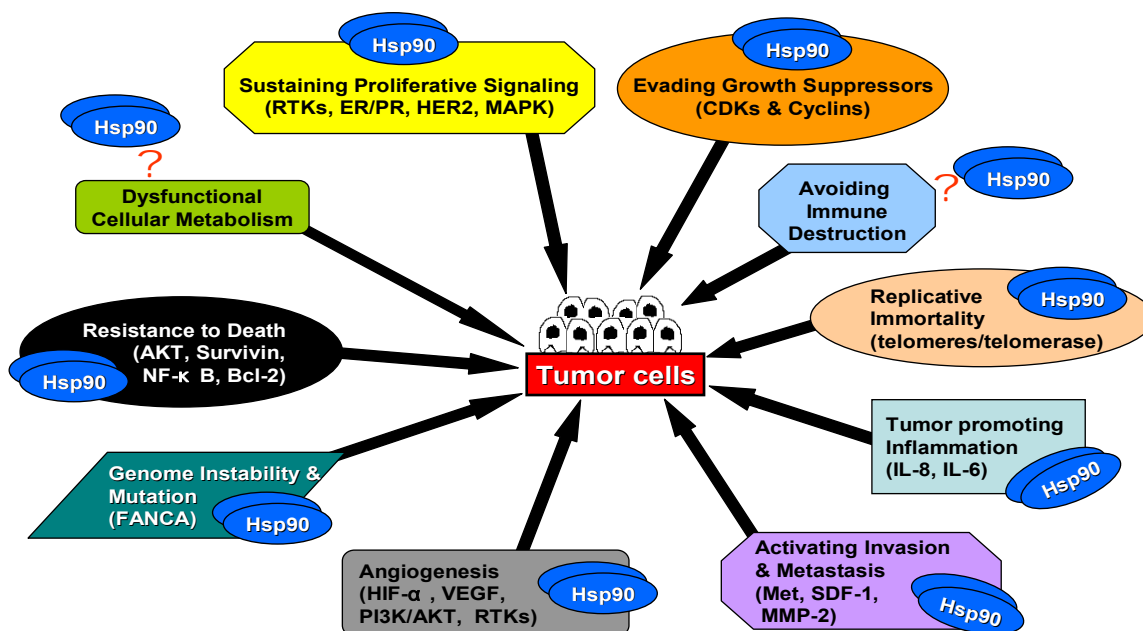 Hsp90
Sustaining Proliferative Signaling
(RTKs, ER/PR, HER2, MAPK)
Hsp90
Evading Growth Suppressors
(CDKs & Cyclins)
Hsp90
?
Dysfunctional
Cellular Metabolism
Avoiding
Immune
Destruction
?
Hsp90
Replicative
Immortality
(telomeres/telomerase)
Hsp90
Resistance to Death
(AKT, Survivin,
NF-κ B, Bcl-2)
Hsp90
Tumor cells
Tumor promoting
Inflammation
(IL-8, IL-6)
Hsp90
Genome Instability &
Mutation
(FANCA)
Hsp90
Angiogenesis
(HIF-α , VEGF,
PI3K/AKT, RTKs)
Hsp90
Activating Invasion
& Metastasis
(Met, SDF-1,
MMP-2)
Hsp90